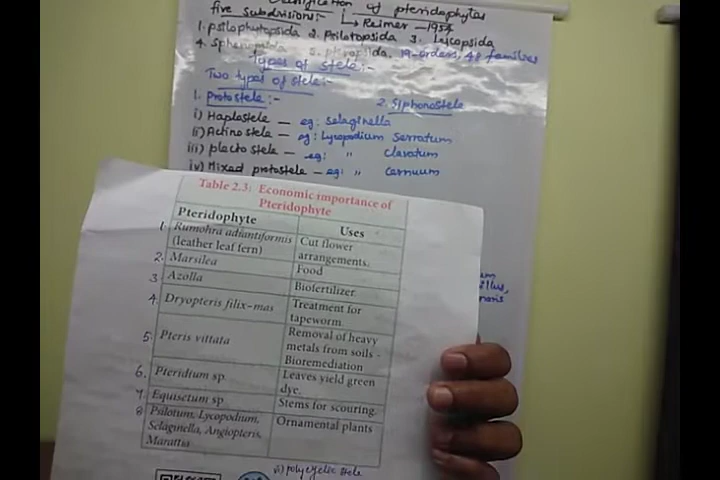 Classification of pteridophytas
five subdivisions:- Reimer - 1954
1. psilophytopsida 2. Psilotopsida 3. Lycopsida
4. Sphenopsida 5. pteropsida. 19-orders, 48 families
Types of stele:-
Two types of stele:-
1. Protostele:- 2. Siphonostele
i) Haplostele - eg: Selaginella
ii) Actinostele - eg: Lycopodium Serratum
iii) plectostele - eg: " Clavatum
iv) Mixed protostele - eg: " Cernuum
Table 2.3: Economic importance of
Pteridophyte
Pteridophyte Uses
1. Rumohra adiantiformis Cut flower
(leather leaf fern) arrangements.
2. Marsilea Food
3. Azolla Biofertilizer.
4. Dryopteris filix-mas Treatment for
tapeworm.
5. Pteris vittata Removal of heavy
metals from soils -
Bioremediation
6. Pteridium sp. Leaves yield green
dye.
7. Equisetum sp. Stems for scouring.
8 Psilotum, Lycopodium, Ornamental plants
Selaginella, Angiopteris,
Marattia
vi) polycyclic stele